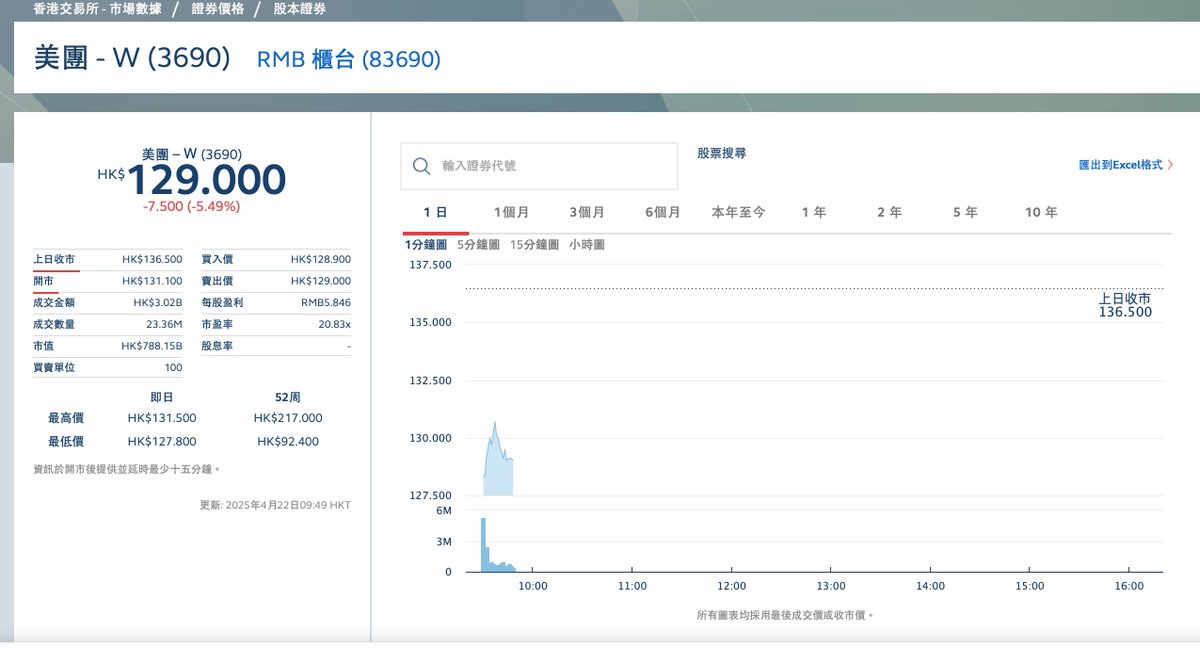 香港交易所 - 市場數據 / 證券價格 / 股本證券
美團 - W (3690) RMB 櫃台 (83690)
美團 – W (3690)
HK$129.000
-7.500 (-5.49%)
上日收市 HK$136.500 買入價 HK$128.900
開市 HK$131.100 賣出價 HK$129.000
成交金額 HK$3.02B 每股盈利 RMB5.846
成交數量 23.36M 市盈率 20.83x
市值 HK$788.15B 股息率 -
買賣單位 100
即日 52周
最高價 HK$131.500 HK$217.000
最低價 HK$127.800 HK$92.400
資訊於開市後提供並延時最少十五分鐘。
更新: 2025年4月22日09:49 HKT
輸入證券代號
股票搜尋
匯出到Excel格式
1 日 1個月 3個月 6個月 本年至今 1 年 2 年 5 年 10 年
1分鐘圖 5分鐘圖 15分鐘圖 小時圖
137.500
上日收市
136.500
135.000
132.500
130.000
127.500
6M
3M
0
10:00 11:00 12:00 13:00 14:00 15:00 16:00
所有圖表均採用最後成交價或收市價。